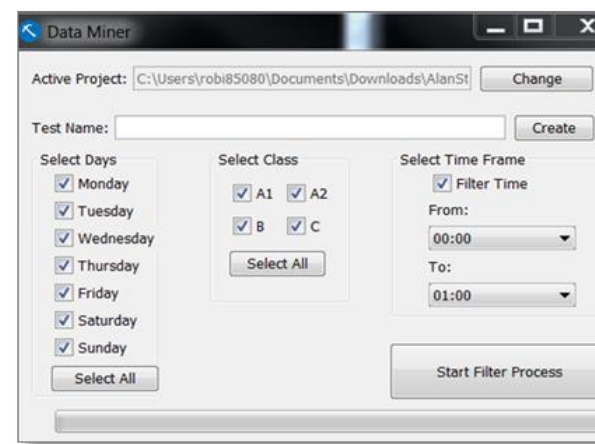 Data Miner
Active Project: C:\Users\robi85080\Documents\Downloads\AlanSt Change
Test Name: Create
Select Days
Monday
Tuesday
Wednesday
Thursday
Friday
Saturday
Sunday
Select All
Select Class
A1 A2
B C
Select All
Select Time Frame
Filter Time
From:
00:00
To:
01:00
Start Filter Process